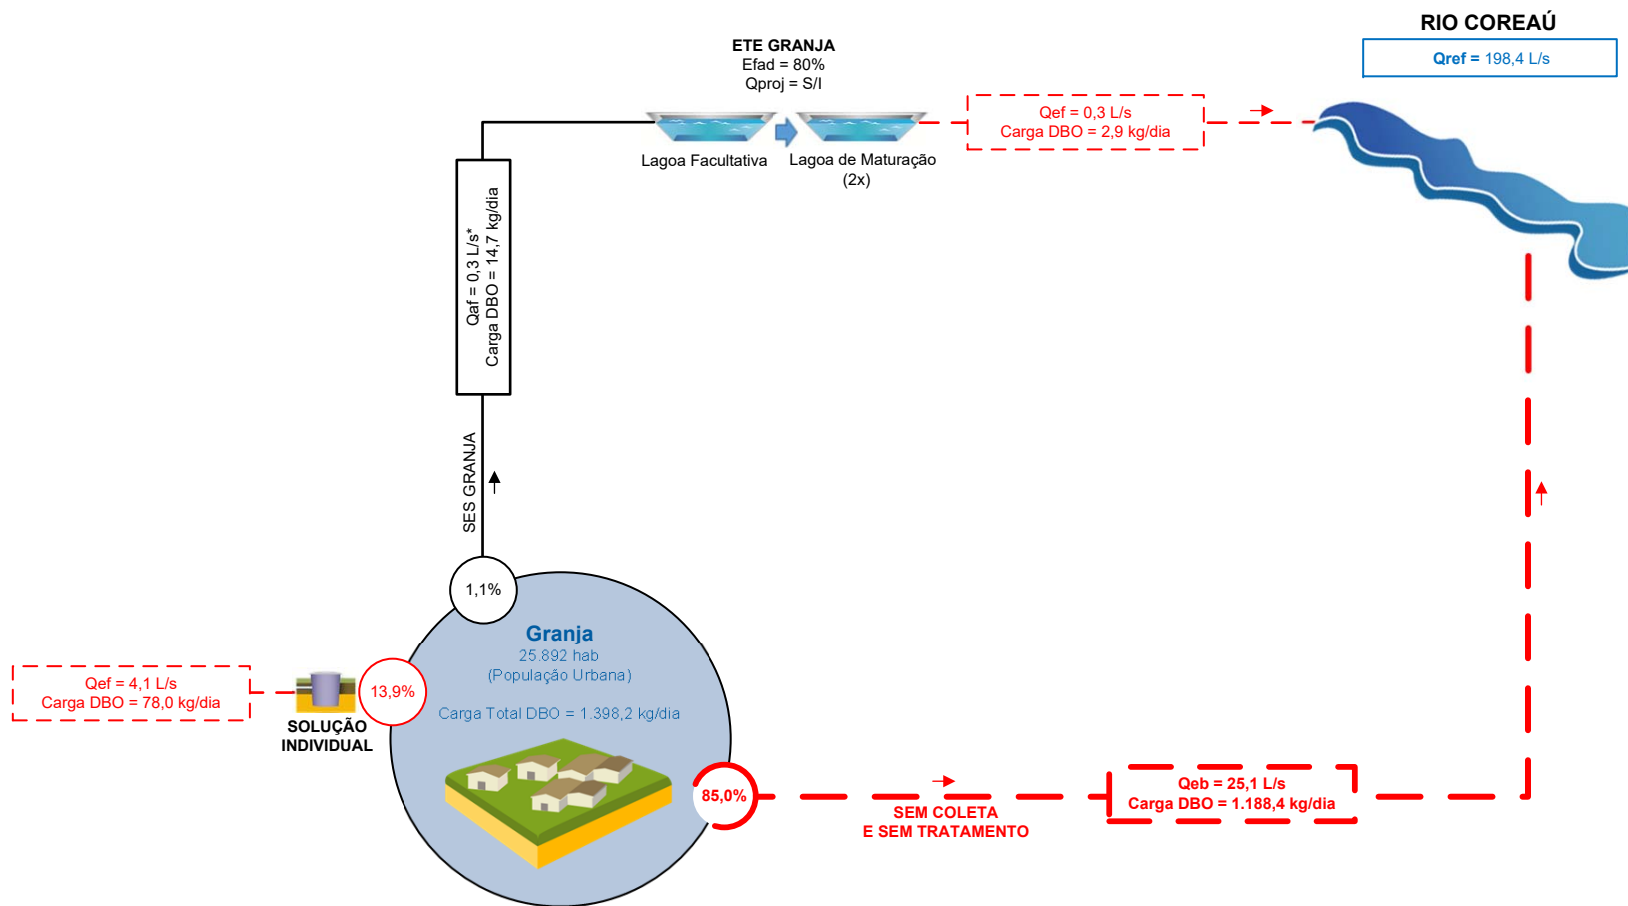 RIO COREAÚ
Qref = 198,4 L/s
ETE GRANJA
Efad = 80%
Qproj = S/I
Lagoa Facultativa
Lagoa de Maturação
(2x)
Qef = 0,3 L/s
Carga DBO = 2,9 kg/dia
Qaf = 0,3 L/s*
Carga DBO = 14,7 kg/dia
SES GRANJA
1,1%
Granja
25.892 hab
(População Urbana)
Carga Total DBO = 1.398,2 kg/dia
13,9%
SOLUÇÃO
INDIVIDUAL
Qef = 4,1 L/s
Carga DBO = 78,0 kg/dia
85,0%
SEM COLETA
E SEM TRATAMENTO
Qeb = 25,1 L/s
Carga DBO = 1.188,4 kg/dia